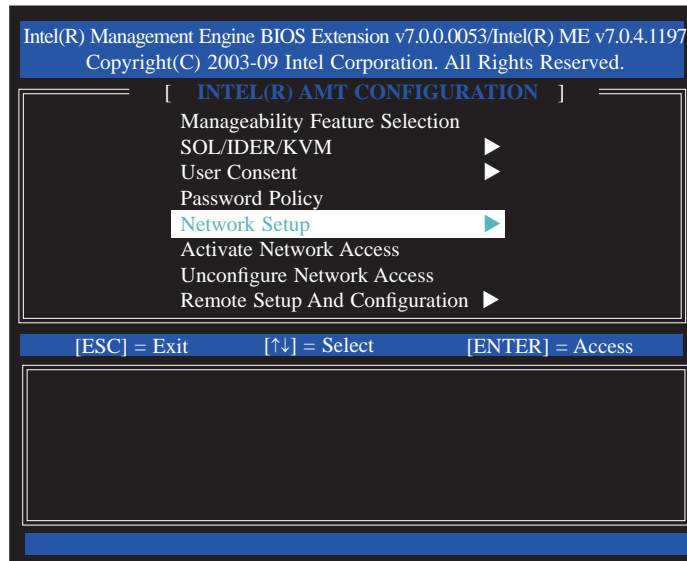 Intel(R) Management Engine BIOS Extension v7.0.0.0053/Intel(R) ME v7.0.4.1197
Copyright(C) 2003-09 Intel Corporation. All Rights Reserved.
[ INTEL(R) AMT CONFIGURATION ]
Manageability Feature Selection
SOL/IDER/KVM ▶
User Consent ▶
Password Policy
Network Setup ▶
Activate Network Access
Unconfigure Network Access
Remote Setup And Configuration ▶
[ESC] = Exit [↑↓] = Select [ENTER] = Access